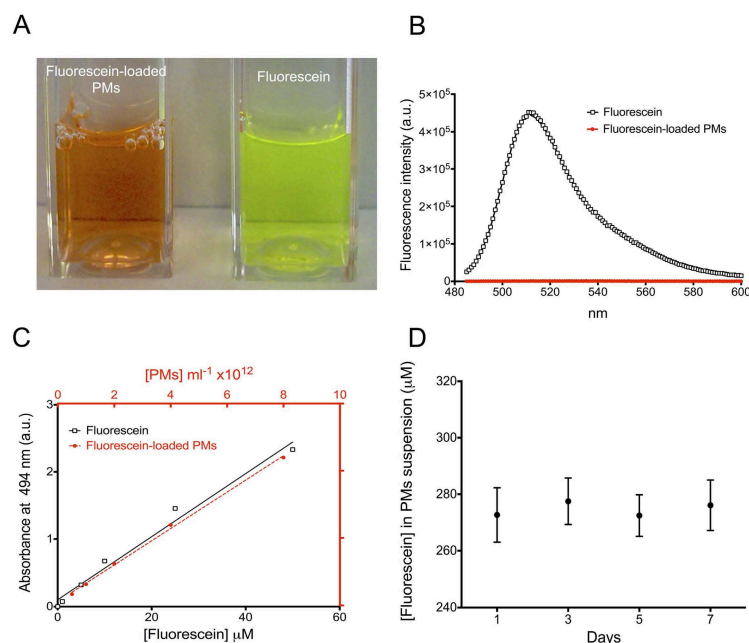 A
Fluorescein-loaded
PMs
Fluorescein
B
Fluorescence intensity (a.u.)
5×10⁵
4×10⁵
3×10⁵
2×10⁵
1×10⁵
0
480 500 520 540 560 580 600
nm
Fluorescein
Fluorescein-loaded PMs
C
[PMs] ml⁻¹ x10¹²
0 2 4 6 8 10
Absorbance at 494 nm (a.u.)
3
2
1
0
0 20 40 60
[Fluorescein] µM
Fluorescein
Fluorescein-loaded PMs
D
[Fluorescein] in PMs suspension (µM)
320
300
280
260
240
1 3 5 7
Days